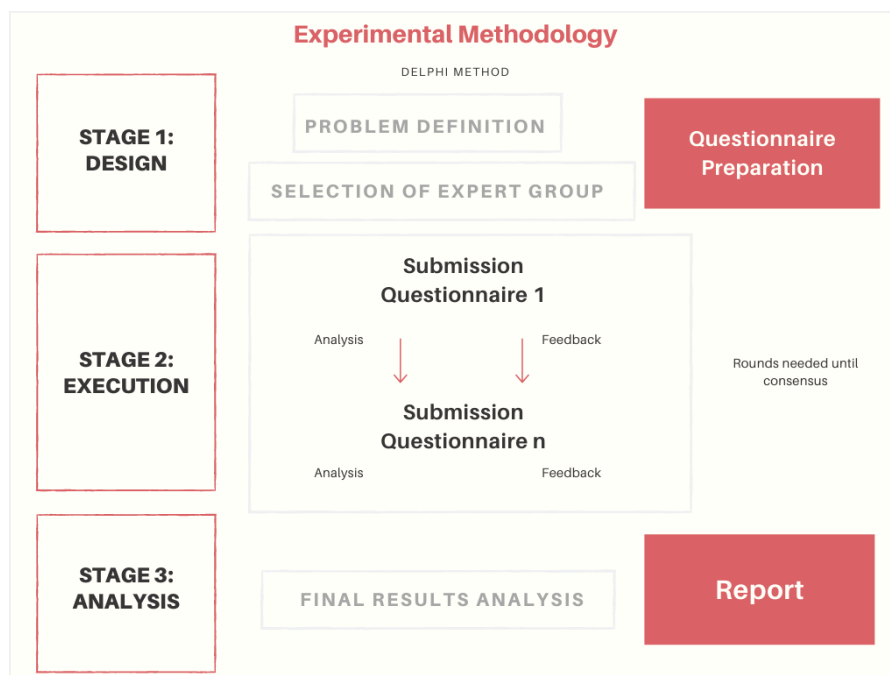 Experimental Methodology
DELPHI METHOD
STAGE 1:
DESIGN
PROBLEM DEFINITION
SELECTION OF EXPERT GROUP
Questionnaire
Preparation
STAGE 2:
EXECUTION
Submission
Questionnaire 1
Analysis
Feedback
Submission
Questionnaire n
Analysis
Feedback
Rounds needed until
consensus
STAGE 3:
ANALYSIS
FINAL RESULTS ANALYSIS
Report